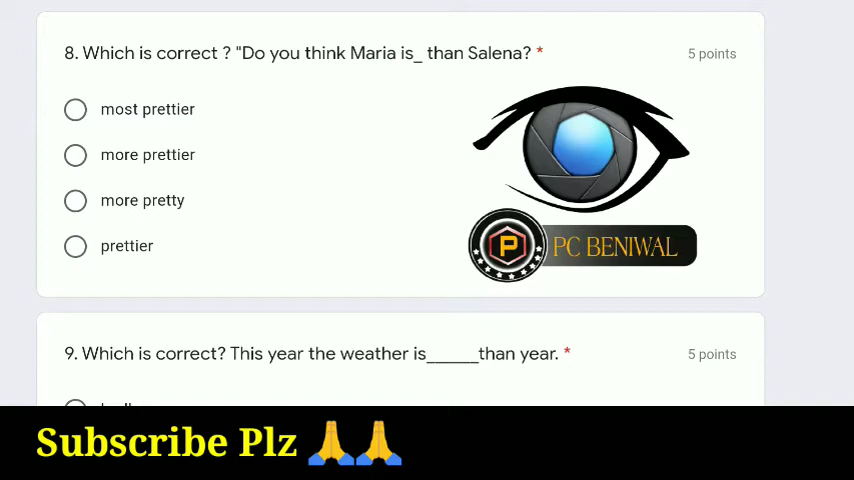 8. Which is correct ? "Do you think Maria is_ than Salena? *
5 points
most prettier
more prettier
more pretty
prettier
P PC BENIWAL
9. Which is correct? This year the weather is______than year. *
5 points
Subscribe Plz 🙏🙏